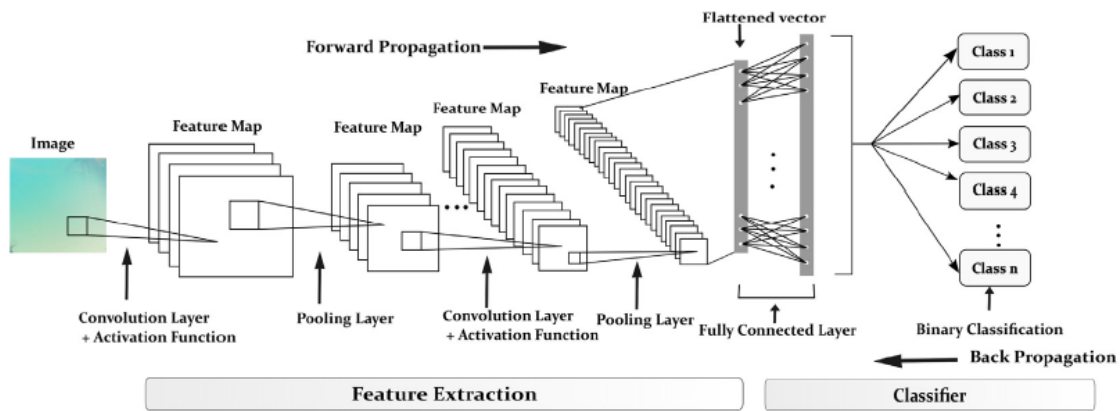 Flattened vector
Forward Propagation
Feature Map
Feature Map
Feature Map
Feature Map
Image
Class 1
Class 2
Class 3
Class 4
Class n
Convolution Layer
+ Activation Function
Pooling Layer
Convolution Layer
+ Activation Function
Pooling Layer
Fully Connected Layer
Binary Classification
Back Propagation
Feature Extraction
Classifier